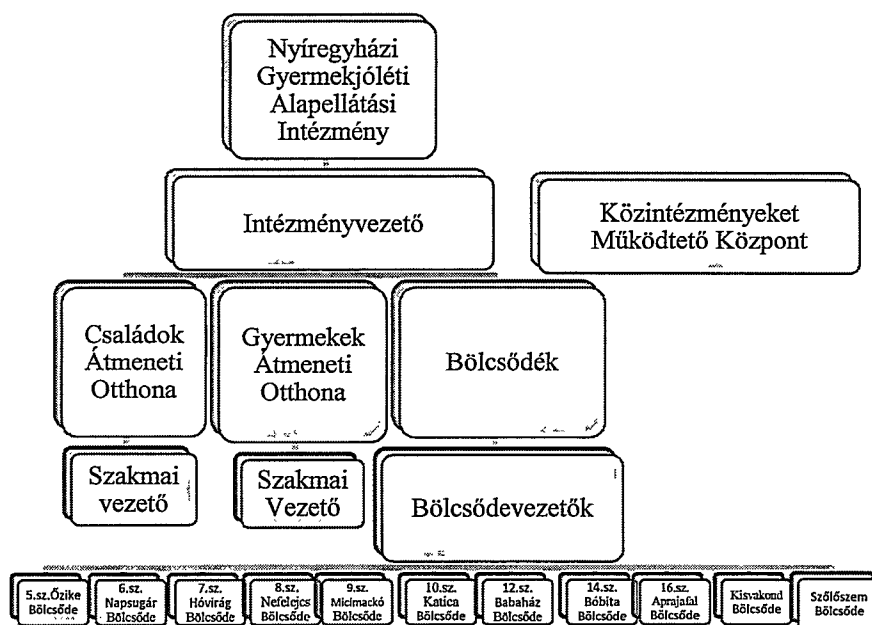 Nyíregyházi
Gyermekjóléti
Alapellátási
Intézmény
Intézményvezető
Közintézményeket
Működtető Központ
Családok
Átmeneti
Otthona
Gyermekek
Átmeneti
Otthona
Bölcsődék
Szakmai
vezető
Szakmai
Vezető
Bölcsődevezetők
5.sz.Őzike
Bölcsőde
6.sz.
Napsugár
Bölcsőde
7.sz.
Hóvirág
Bölcsőde
8.sz.
Nefelejcs
Bölcsőde
9.sz.
Micimackó
Bölcsőde
10.sz.
Katica
Bölcsőde
12.sz.
Babaház
Bölcsőde
14.sz.
Bóbita
Bölcsőde
16.sz.
Aprajafal
Bölcsőde
Kisvakond
Bölcsőde
Szőlőszem
Bölcsőde